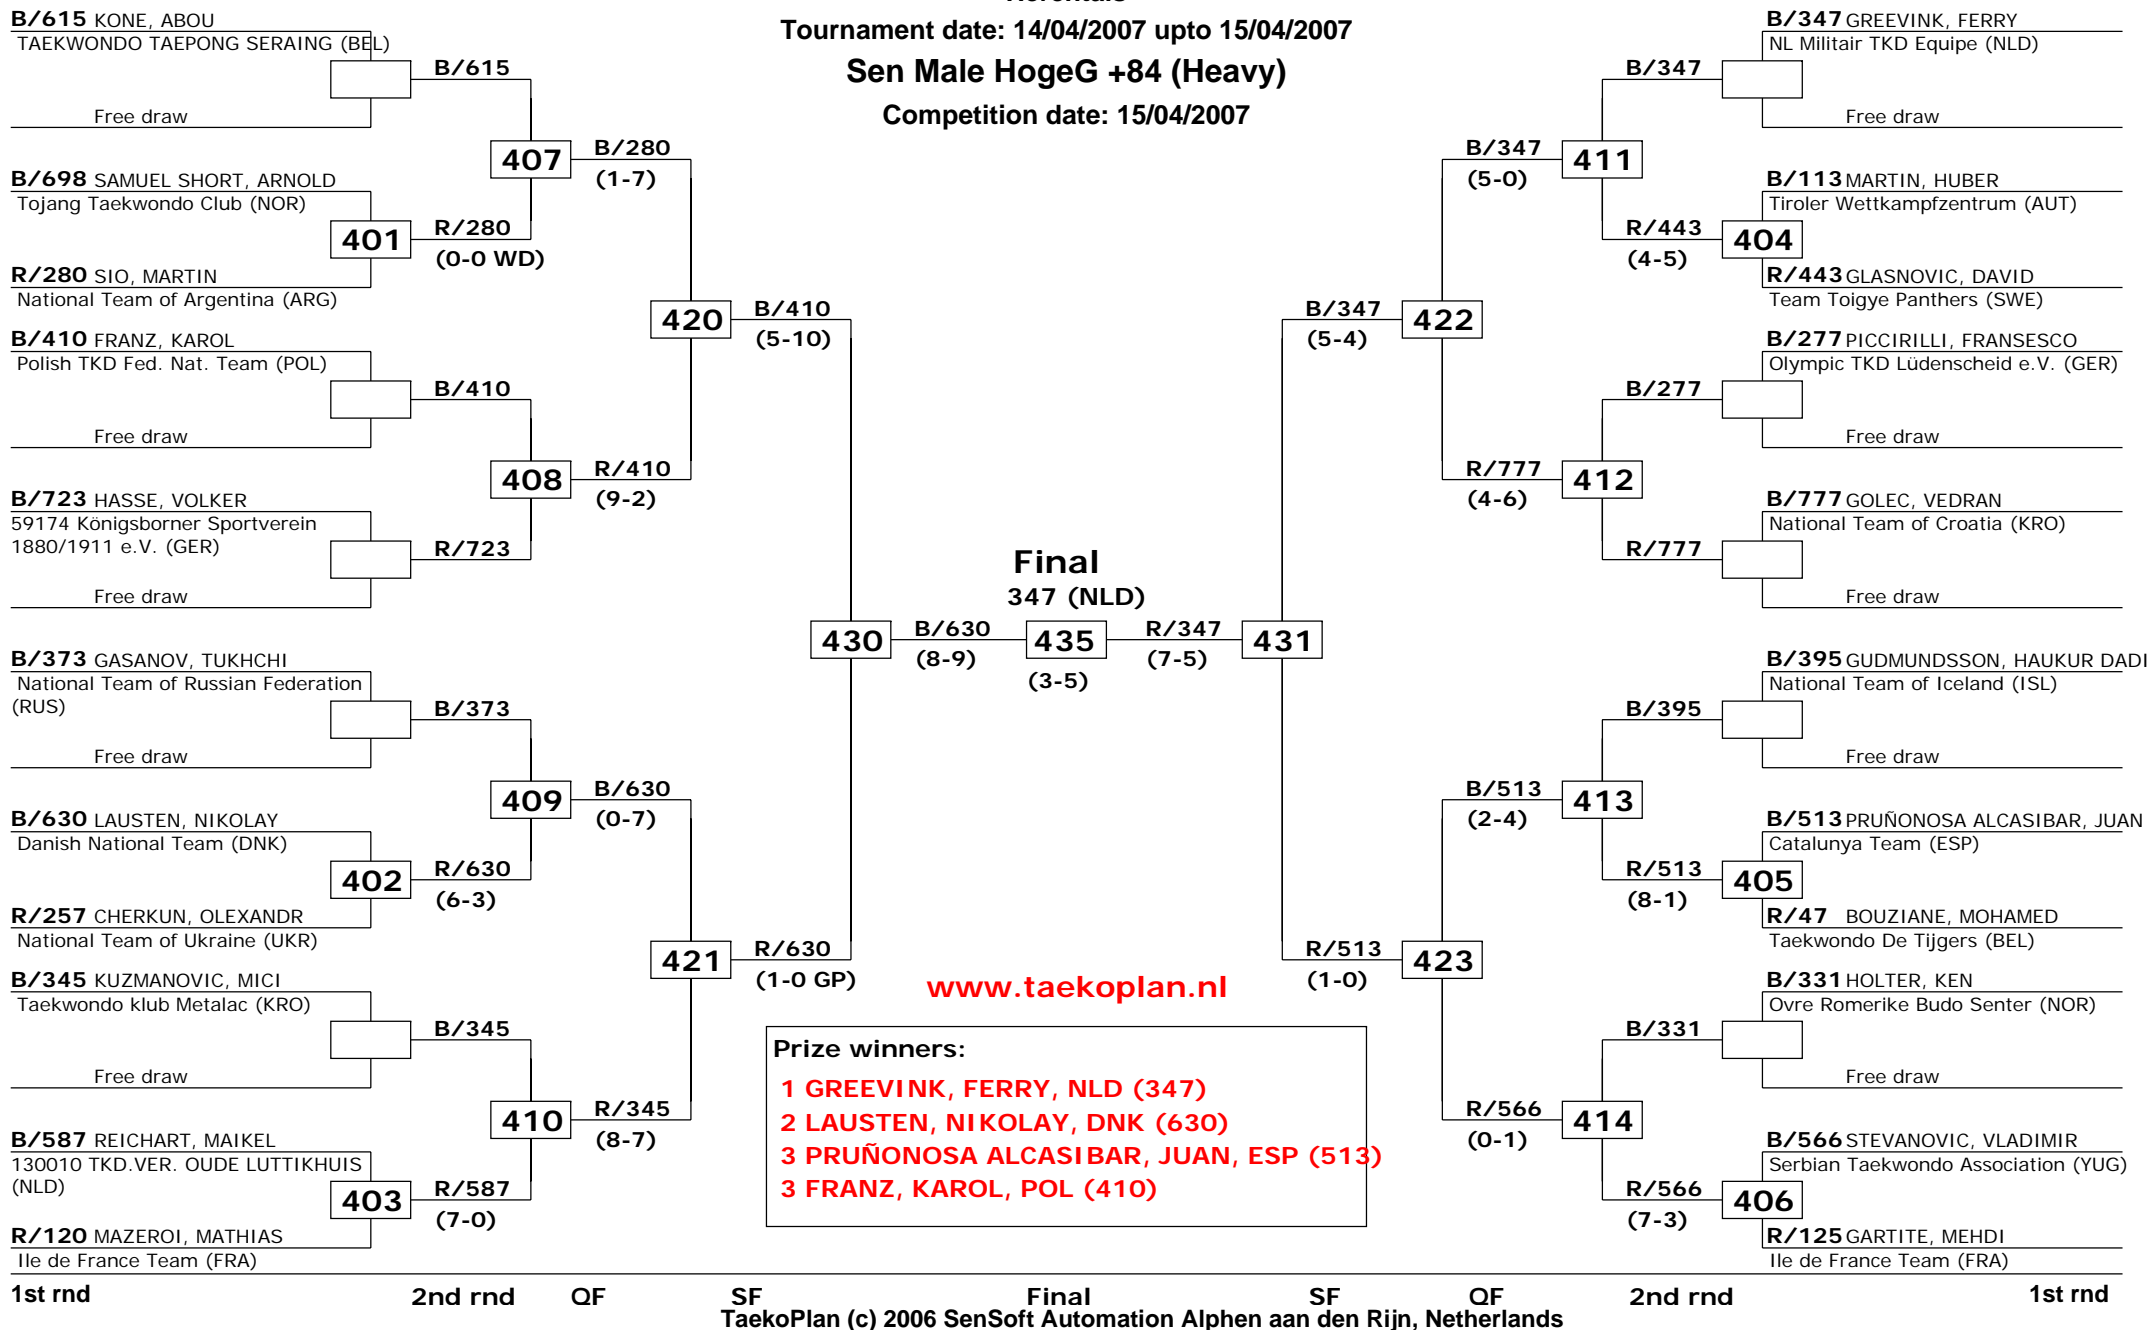 Tournament date: 14/04/2007 upto 15/04/2007
Sen Male HogeG +84 (Heavy)
Competition date: 15/04/2007
B/615 KONE, ABOU
TAEKWONDO TAEPONG SERAING (BEL)
B/615
Free draw
407
B/280
(1-7)
B/698 SAMUEL SHORT, ARNOLD
Tojang Taekwondo Club (NOR)
401
R/280
(0-0 WD)
R/280 SIO, MARTIN
National Team of Argentina (ARG)
420
B/410
(5-10)
B/410 FRANZ, KAROL
Polish TKD Fed. Nat. Team (POL)
B/410
Free draw
408
R/410
(9-2)
B/723 HASSE, VOLKER
59174 Königsborner Sportverein
1880/1911 e.V. (GER)
R/723
Free draw
430
B/630
(8-9)
B/373 GASANOV, TUKHCHI
National Team of Russian Federation
(RUS)
B/373
Free draw
409
B/630
(0-7)
B/630 LAUSTEN, NIKOLAY
Danish National Team (DNK)
402
R/630
(6-3)
R/257 CHERKUN, OLEXANDR
National Team of Ukraine (UKR)
421
R/630
(1-0 GP)
B/345 KUZMANOVIC, MICI
Taekwondo klub Metalac (KRO)
B/345
Free draw
410
R/345
(8-7)
B/587 REICHART, MAIKEL
130010 TKD.VER. OUDE LUTTIKHUIS
(NLD)
403
R/587
(7-0)
R/120 MAZEROI, MATHIAS
Ile de France Team (FRA)
Final
347 (NLD)
435
(3-5)
R/347
(7-5)
431
B/347 GREEVINK, FERRY
NL Militair TKD Equipe (NLD)
B/347
Free draw
B/347
(5-0)
411
B/113 MARTIN, HUBER
Tiroler Wettkampfzentrum (AUT)
R/443
(4-5)
404
R/443 GLASNOVIC, DAVID
Team Toigye Panthers (SWE)
B/347
(5-4)
422
B/277 PICCIRILLI, FRANSESCO
Olympic TKD Lüdenscheid e.V. (GER)
B/277
Free draw
R/777
(4-6)
412
B/777 GOLEC, VEDRAN
National Team of Croatia (KRO)
R/777
Free draw
B/395 GUDMUNDSSON, HAUKUR DADI
National Team of Iceland (ISL)
B/395
Free draw
B/513
(2-4)
413
B/513 PRUÑONOSA ALCASIBAR, JUAN
Catalunya Team (ESP)
R/513
(8-1)
405
R/47 BOUZIANE, MOHAMED
Taekwondo De Tijgers (BEL)
R/513
(1-0)
423
B/331 HOLTER, KEN
Ovre Romerike Budo Senter (NOR)
B/331
Free draw
R/566
(0-1)
414
B/566 STEVANOVIC, VLADIMIR
Serbian Taekwondo Association (YUG)
R/566
(7-3)
406
R/125 GARTITE, MEHDI
Ile de France Team (FRA)
www.taekoplan.nl
Prize winners:
1 GREEVINK, FERRY, NLD (347)
2 LAUSTEN, NIKOLAY, DNK (630)
3 PRUÑONOSA ALCASIBAR, JUAN, ESP (513)
3 FRANZ, KAROL, POL (410)
1st rnd 2nd rnd QF SF Final SF QF 2nd rnd 1st rnd
TaekoPlan (c) 2006 SenSoft Automation Alphen aan den Rijn, Netherlands